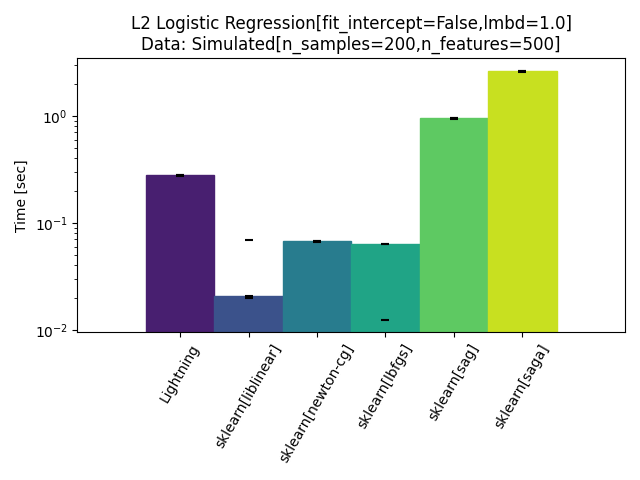 L2 Logistic Regression[fit_intercept=False,lmbd=1.0]
Data: Simulated[n_samples=200,n_features=500]
Time [sec]
10^0
10^-1
10^-2
Lightning
sklearn[liblinear]
sklearn[newton-cg]
sklearn[lbfgs]
sklearn[sag]
sklearn[saga]